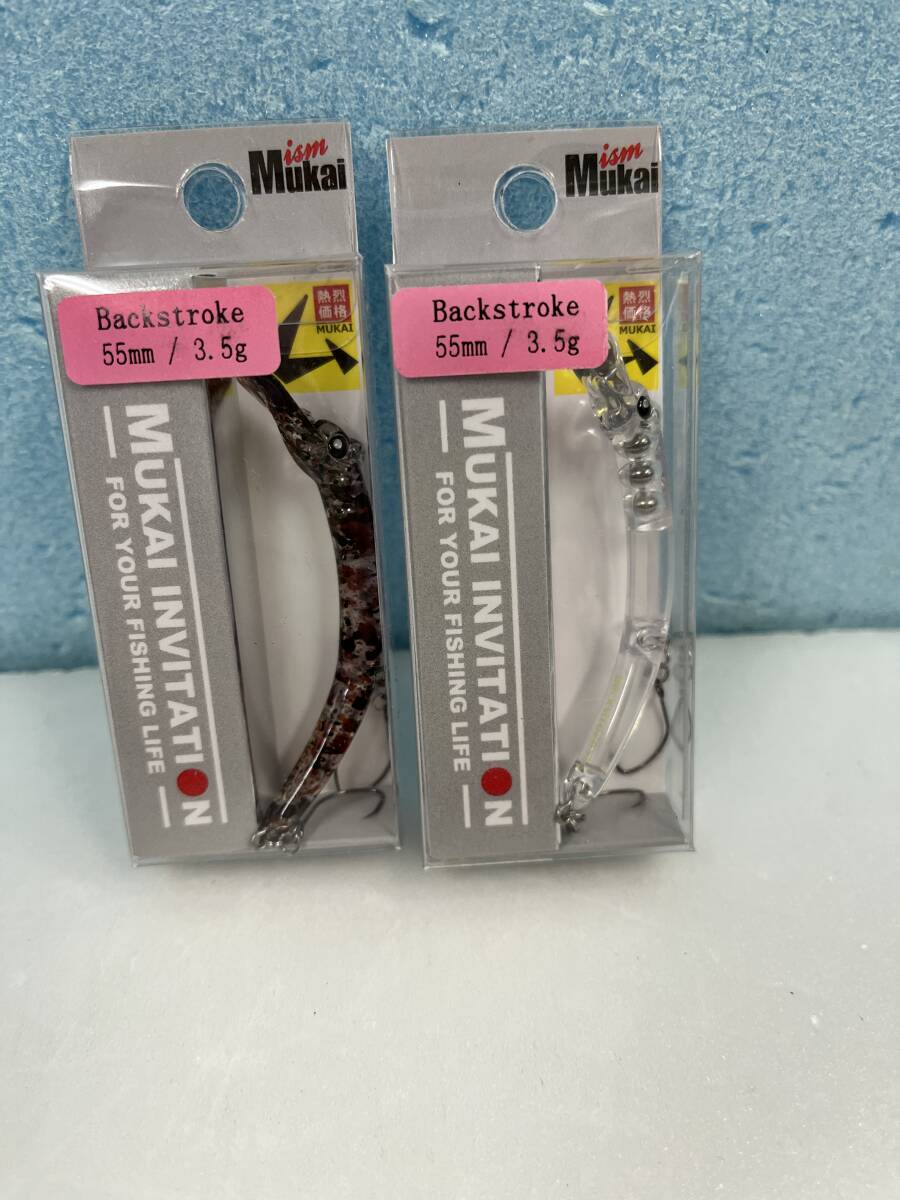 ism
Mukai
Backstroke
55mm / 3.5g
熱烈
価格
MUKAI
MUKAI INVITATION
FOR YOUR FISHING LIFE
ism
Mukai
Backstroke
55mm / 3.5g
熱烈
価格
MUKAI
MUKAI INVITATION
FOR YOUR FISHING LIFE